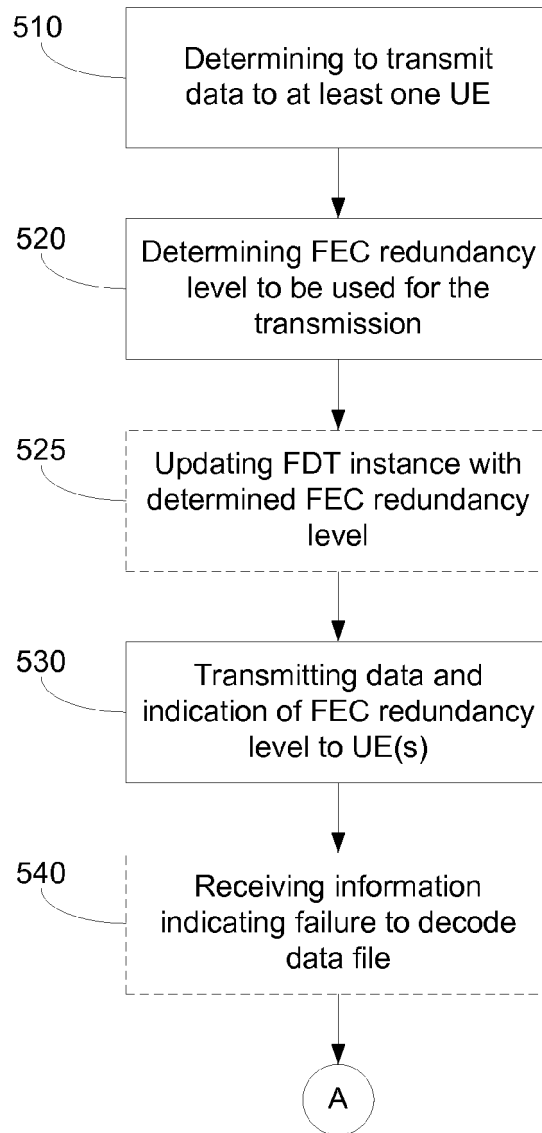 510
Determining to transmit
data to at least one UE
520
Determining FEC redundancy
level to be used for the
transmission
525
Updating FDT instance with
determined FEC redundancy
level
530
Transmitting data and
indication of FEC redundancy
level to UE(s)
540
Receiving information
indicating failure to decode
data file
A